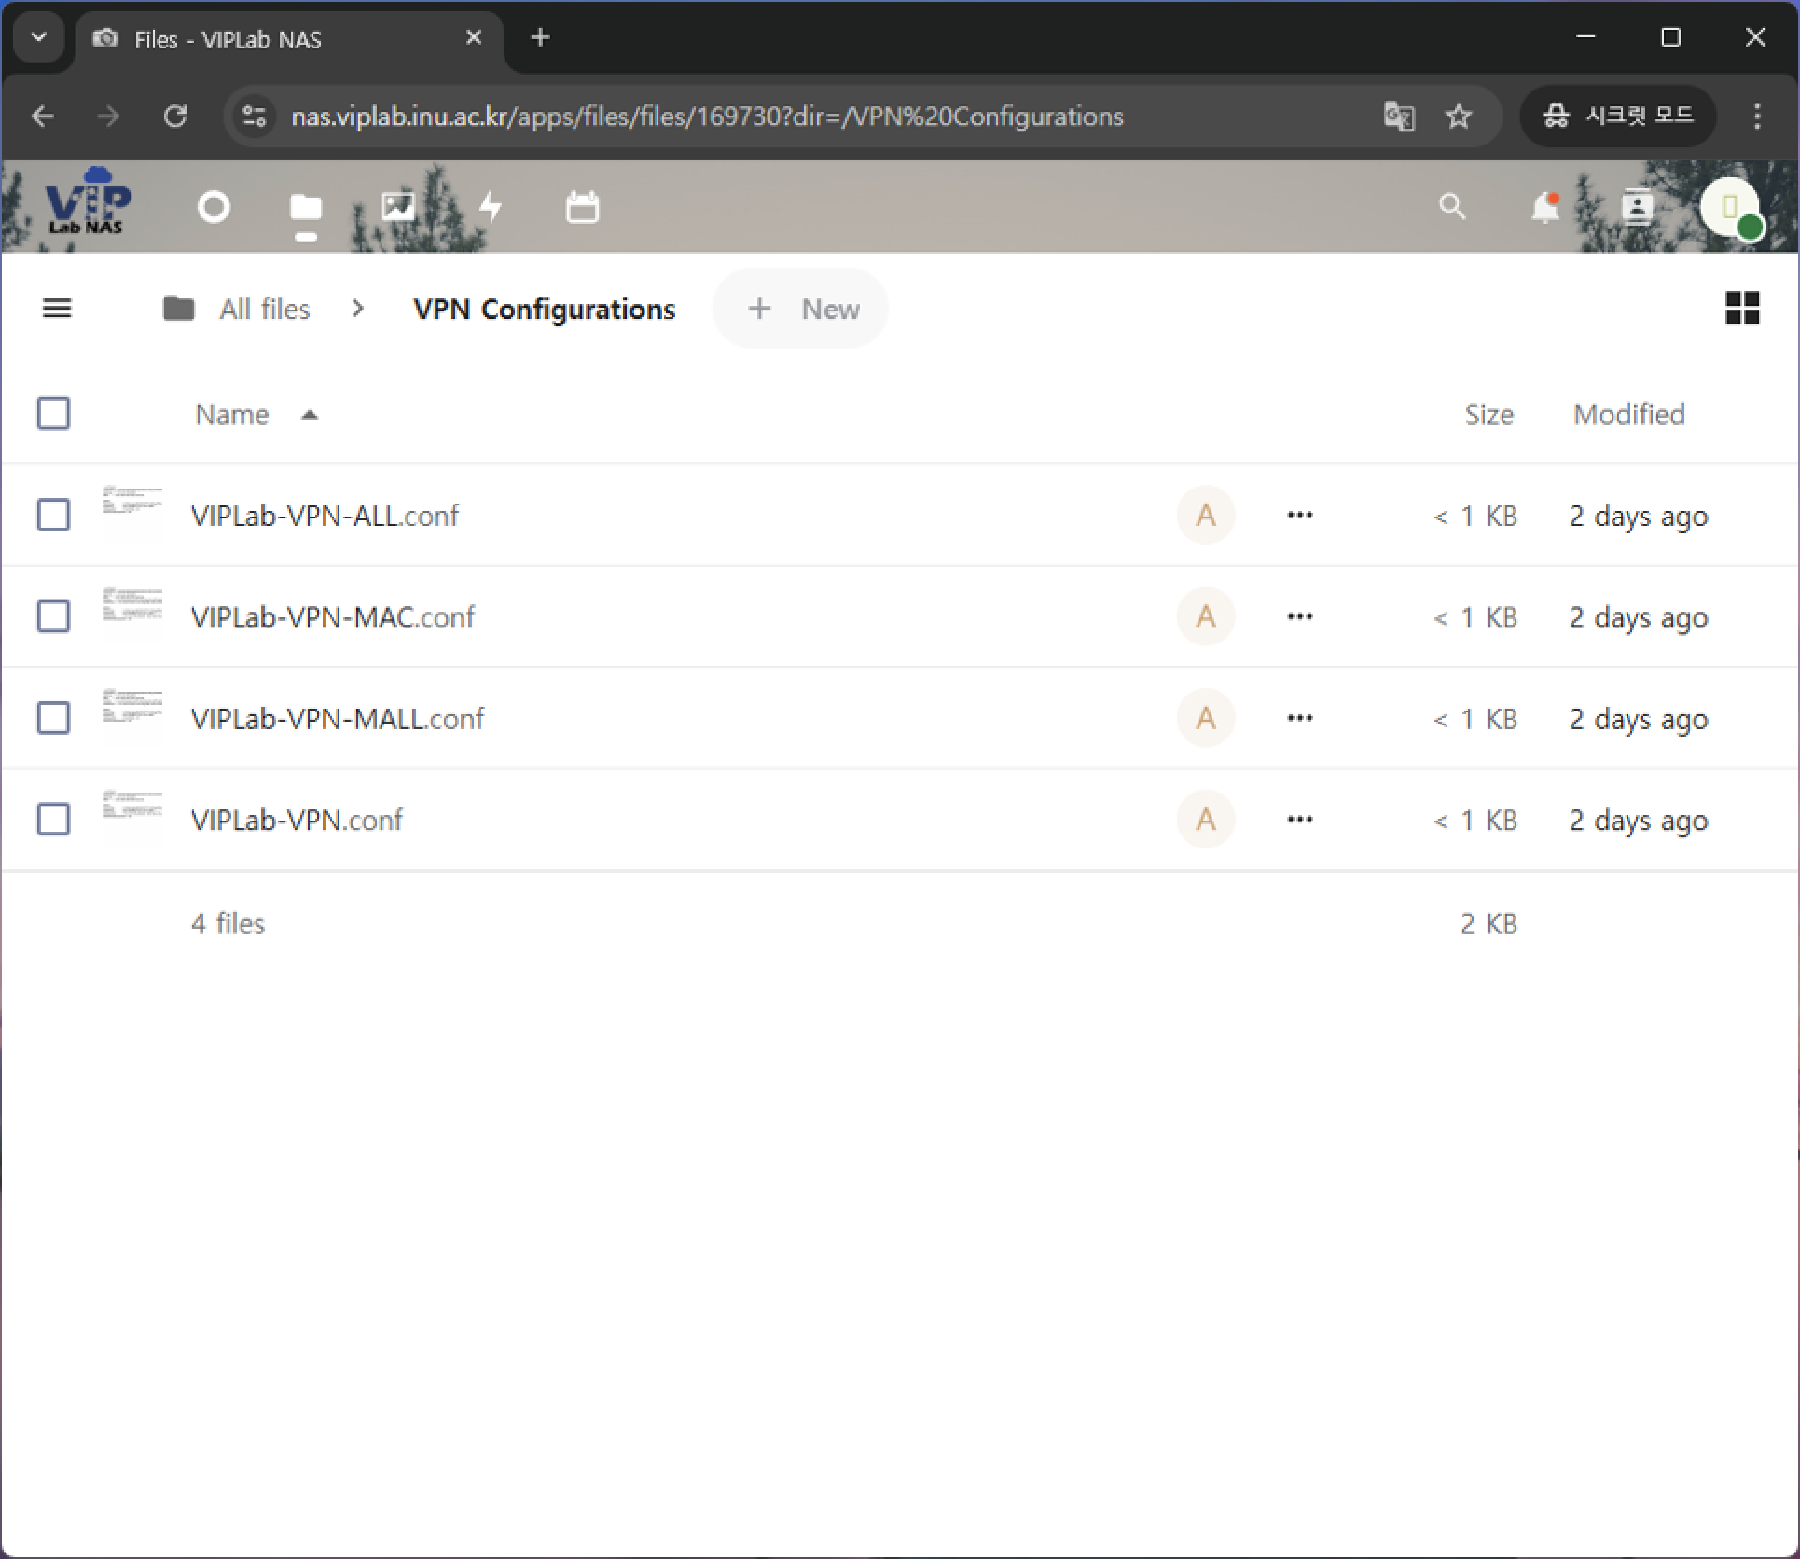 Files - VIPLab NAS
nas.viplab.inu.ac.kr/apps/files/files/169730?dir=/VPN%20Configurations
시크릿 모드
VIP
Lab NAS
All files
VPN Configurations
+ New
Name
Size
Modified
VIPLab-VPN-ALL.conf
A
< 1 KB
2 days ago
VIPLab-VPN-MAC.conf
A
< 1 KB
2 days ago
VIPLab-VPN-MALL.conf
A
< 1 KB
2 days ago
VIPLab-VPN.conf
A
< 1 KB
2 days ago
4 files
2 KB